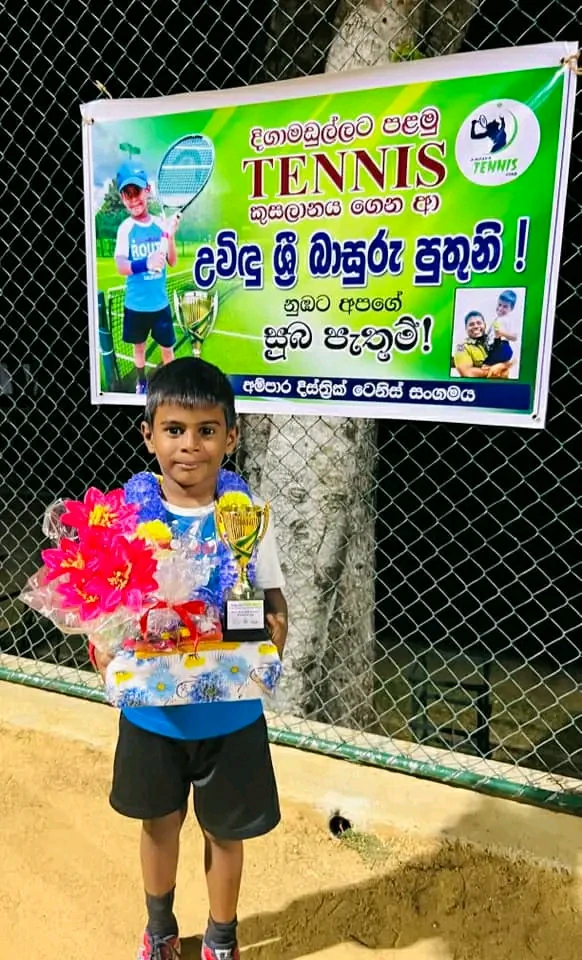 දිගාමඩුල්ලට පළමු
TENNIS
කුසලානය ගෙන ආ
උවිඳු ශ්‍රී බාසුරු පුතුනි !
නුඹට අපගේ
සුබ පැතුම්!
අම්පාර දිස්ත්‍රික් ටෙනිස් සංගමය
TENNIS